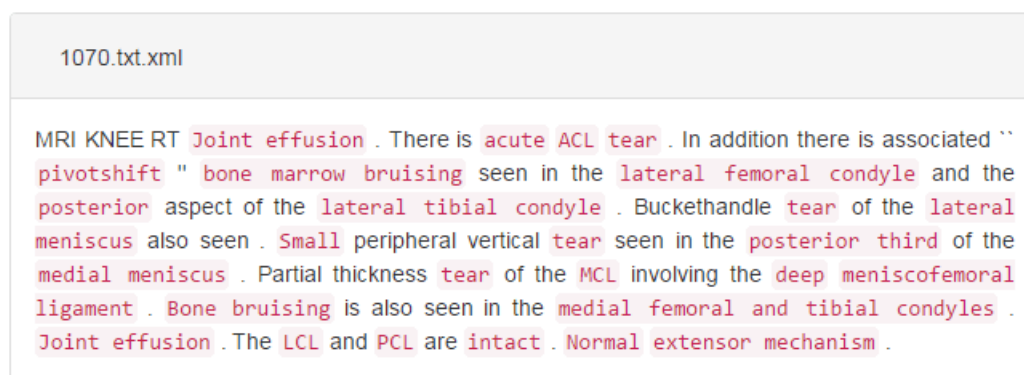 1070.txt.xml
MRI KNEE RT Joint effusion . There is acute ACL tear . In addition there is associated ``
pivotshift " bone marrow bruising seen in the lateral femoral condyle and the
posterior aspect of the lateral tibial condyle . Buckethandle tear of the lateral
meniscus also seen . Small peripheral vertical tear seen in the posterior third of the
medial meniscus . Partial thickness tear of the MCL involving the deep meniscofemoral
ligament . Bone bruising is also seen in the medial femoral and tibial condyles .
Joint effusion . The LCL and PCL are intact . Normal extensor mechanism .